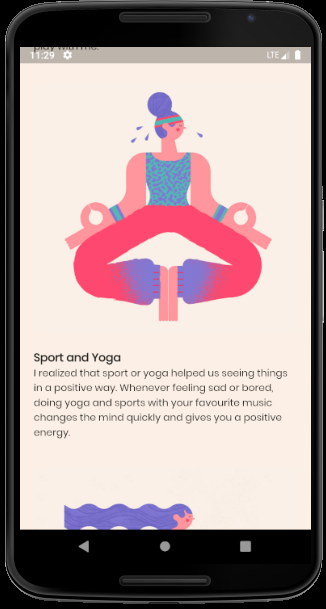 play with me.
11:29
LTE
Sport and Yoga
I realized that sport or yoga helped us seeing things
in a positive way. Whenever feeling sad or bored,
doing yoga and sports with your favourite music
changes the mind quickly and gives you a positive
energy.